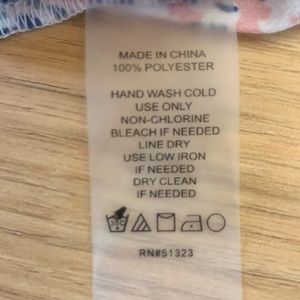 MADE IN CHINA
100% POLYESTER
HAND WASH COLD
USE ONLY
NON-CHLORINE
BLEACH IF NEEDED
LINE DRY
USE LOW IRON
IF NEEDED
DRY CLEAN
IF NEEDED
RN#51323